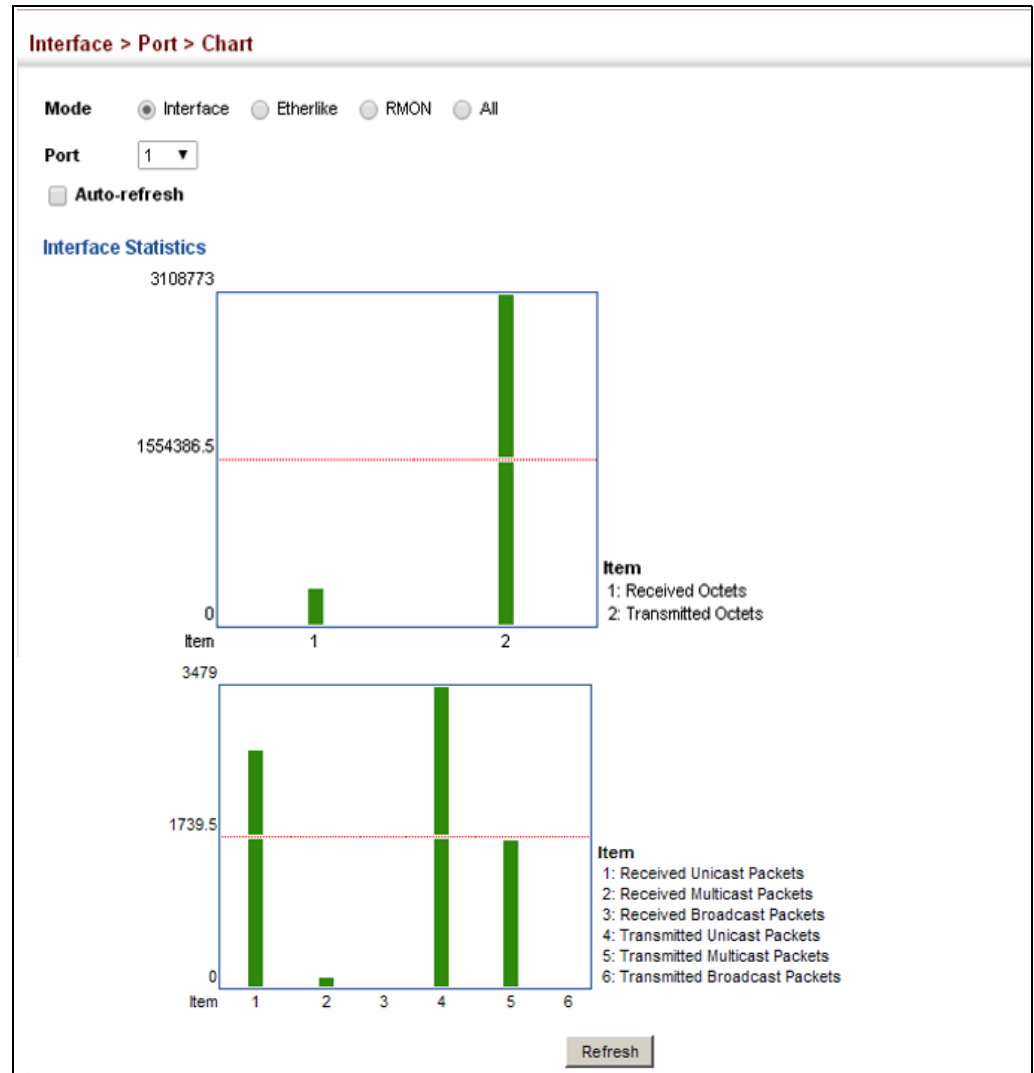 Interface > Port > Chart
Mode Interface Etherlike RMON All
Port 1
Auto-refresh
Interface Statistics
3108773
1554386.5
0
Item 1 2
Item
1: Received Octets
2: Transmitted Octets
3479
1739.5
0
Item 1 2 3 4 5 6
Item
1: Received Unicast Packets
2: Received Multicast Packets
3: Received Broadcast Packets
4: Transmitted Unicast Packets
5: Transmitted Multicast Packets
6: Transmitted Broadcast Packets
Refresh